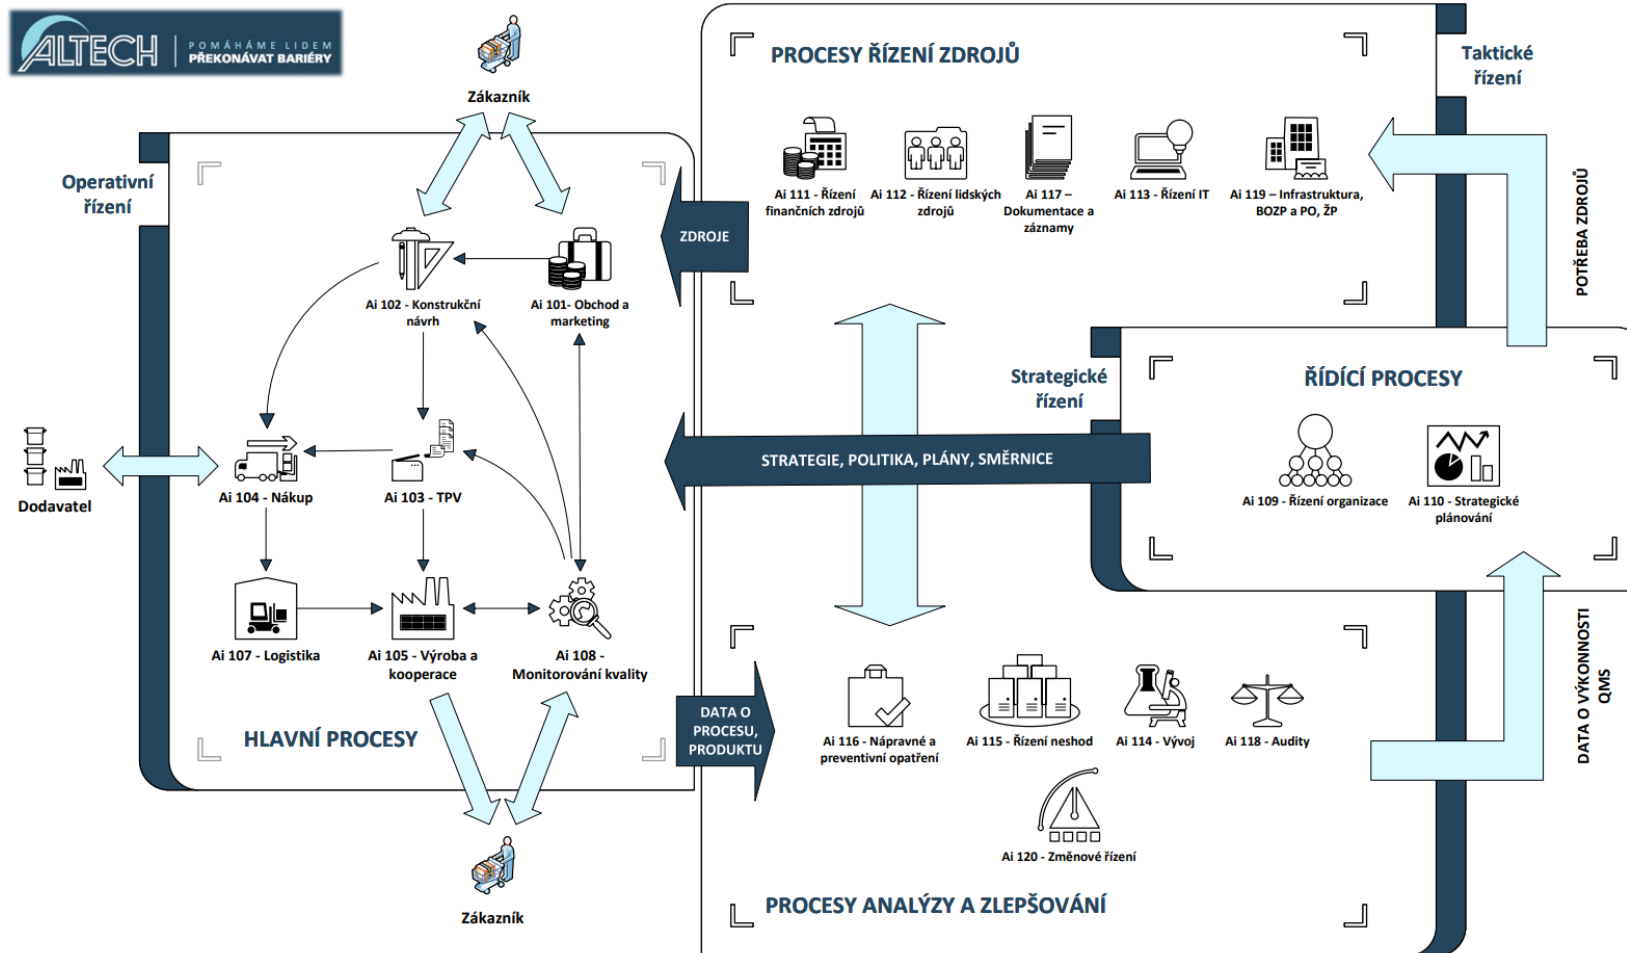 ALTECH
POMÁHÁME LIDEM
PŘEKONÁVAT BARIÉRY
Zákazník
Operativní
řízení
Ai 102 - Konstrukční
návrh
Ai 101- Obchod a
marketing
Dodavatel
Ai 104 - Nákup
Ai 103 - TPV
Ai 107 - Logistika
Ai 105 - Výroba a
kooperace
Ai 108 -
Monitorování kvality
HLAVNÍ PROCESY
Zákazník
PROCESY ŘÍZENÍ ZDROJŮ
Taktické
řízení
Ai 111 - Řízení
finančních zdrojů
Ai 112 - Řízení lidských
zdrojů
Ai 117 –
Dokumentace a
záznamy
Ai 113 - Řízení IT
Ai 119 – Infrastruktura,
BOZP a PO, ŽP
ZDROJE
POTŘEBA ZDROJŮ
Strategické
řízení
ŘÍDÍCÍ PROCESY
Ai 109 - Řízení organizace
Ai 110 - Strategické
plánování
STRATEGIE, POLITIKA, PLÁNY, SMĚRNICE
DATA O
PROCESU,
PRODUKTU
Ai 116 - Nápravné a
preventivní opatření
Ai 115 - Řízení neshod
Ai 114 - Vývoj
Ai 118 - Audity
Ai 120 - Změnové řízení
PROCESY ANALÝZY A ZLEPŠOVÁNÍ
DATA O VÝKONNOSTI
QMS